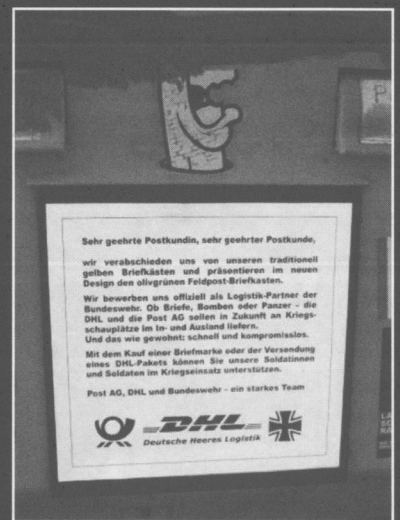 P
Sehr geehrte Postkundin, sehr geehrter Postkunde,
wir verabschieden uns von unseren traditionell
gelben Briefkästen und präsentieren im neuen
Design den olivgrünen Feldpost-Briefkasten.
Wir bewerben uns offiziell als Logistik-Partner der
Bundeswehr. Ob Briefe, Bomben oder Panzer – die
DHL und die Post AG sollen in Zukunft an Kriegs-
schauplätze im In- und Ausland liefern.
Und das wie gewohnt: schnell und kompromisslos.
Mit dem Kauf einer Briefmarke oder der Versendung
eines DHL-Pakets können Sie unsere Soldatinnen
und Soldaten im Kriegseinsatz unterstützen.
Post AG, DHL und Bundeswehr – ein starkes Team
DHL
Deutsche Heeres Logistik
LA
SC
RA